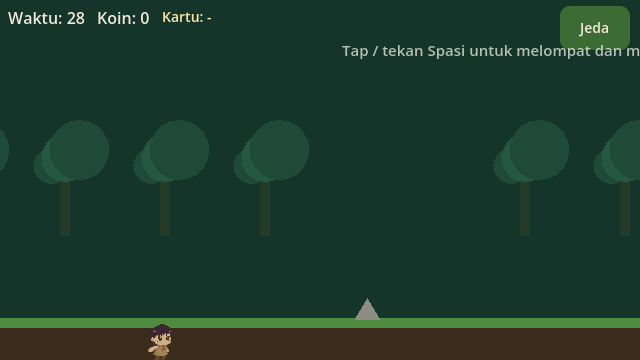 Waktu: 28 Koin: 0 Kartu: -
Jeda
Tap / tekan Spasi untuk melompat dan